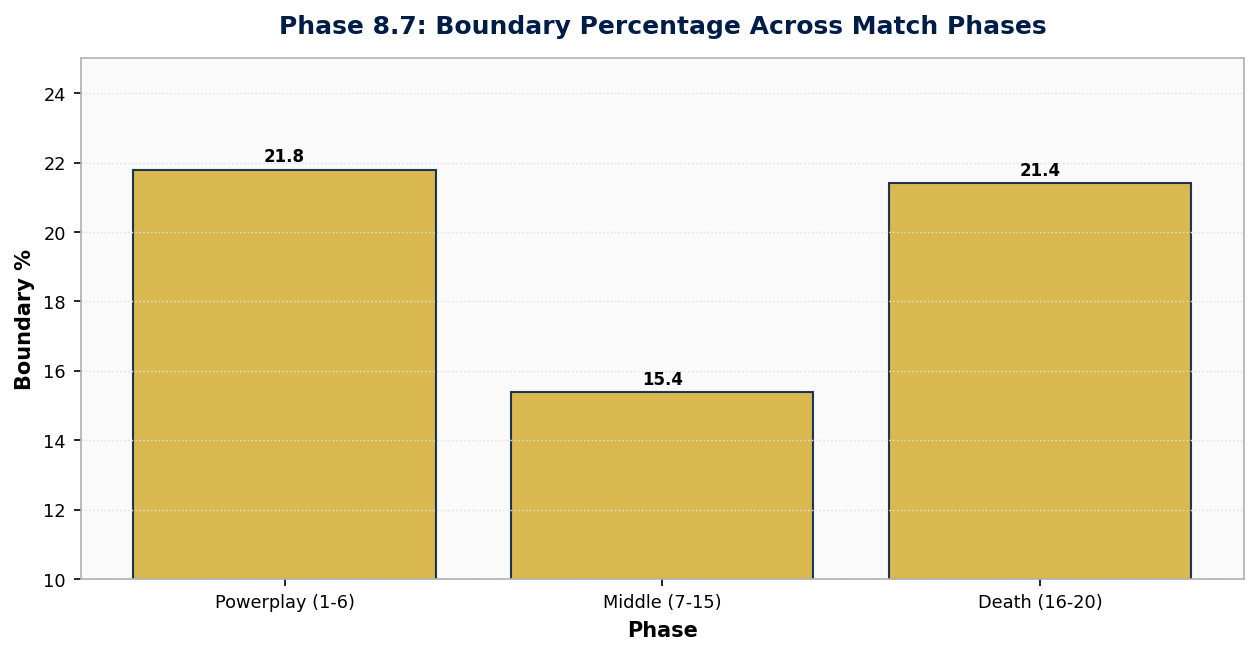 Phase 8.7: Boundary Percentage Across Match Phases
Boundary %
24
22
20
18
16
14
12
10
21.8
15.4
21.4
Powerplay (1-6)
Middle (7-15)
Death (16-20)
Phase